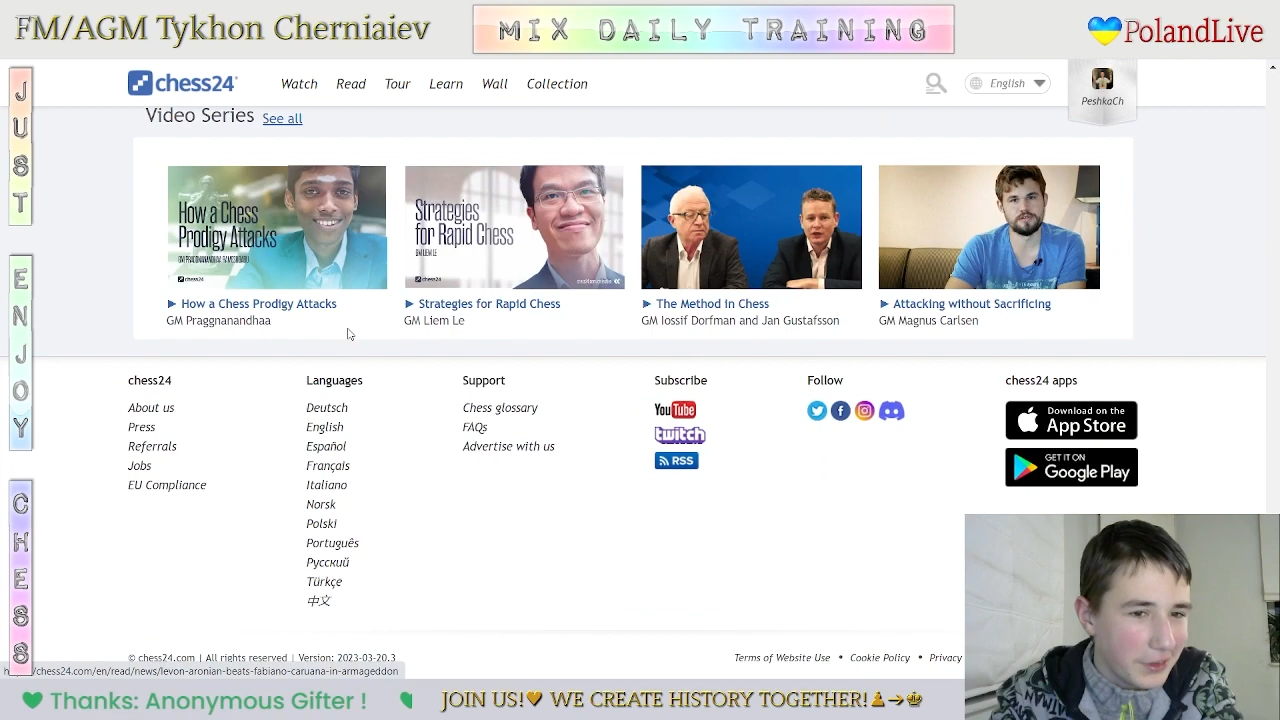 FM/AGM Tykhon Cherniaiev
MIX DAILY TRAINING
PolandLive
JUST
ENJOY
CHESS
chess24
Watch Read Tour Learn Wall Collection
English
PeshkaCh
Video Series See all
How a Chess
Prodigy Attacks
chess24
Strategies
for Rapid Chess
GM LIEM LE
chess24
How a Chess Prodigy Attacks
GM Praggnanandhaa
Strategies for Rapid Chess
GM Liem Le
The Method in Chess
GM Iossif Dorfman and Jan Gustafsson
Attacking without Sacrificing
GM Magnus Carlsen
chess24
About us
Press
Referrals
Jobs
EU Compliance
Languages
Deutsch
English
Español
Français
Italiano
Norsk
Polski
Português
Русский
Türkçe
中文
Support
Chess glossary
FAQs
Advertise with us
Subscribe
YouTube
twitch
RSS
Follow
chess24 apps
Download on the
App Store
GET IT ON
Google Play
© chess24.com | All rights reserved | Version: 2023-03-20.3
Terms of Website Use • Cookie Policy • Privacy
/chess24.com/en/read/news/levon-aronian-beats-fabiano-caruana-in-armageddon
Thanks: Anonymous Gifter !
JOIN US!♥ WE CREATE HISTORY TOGETHER!♟→♚